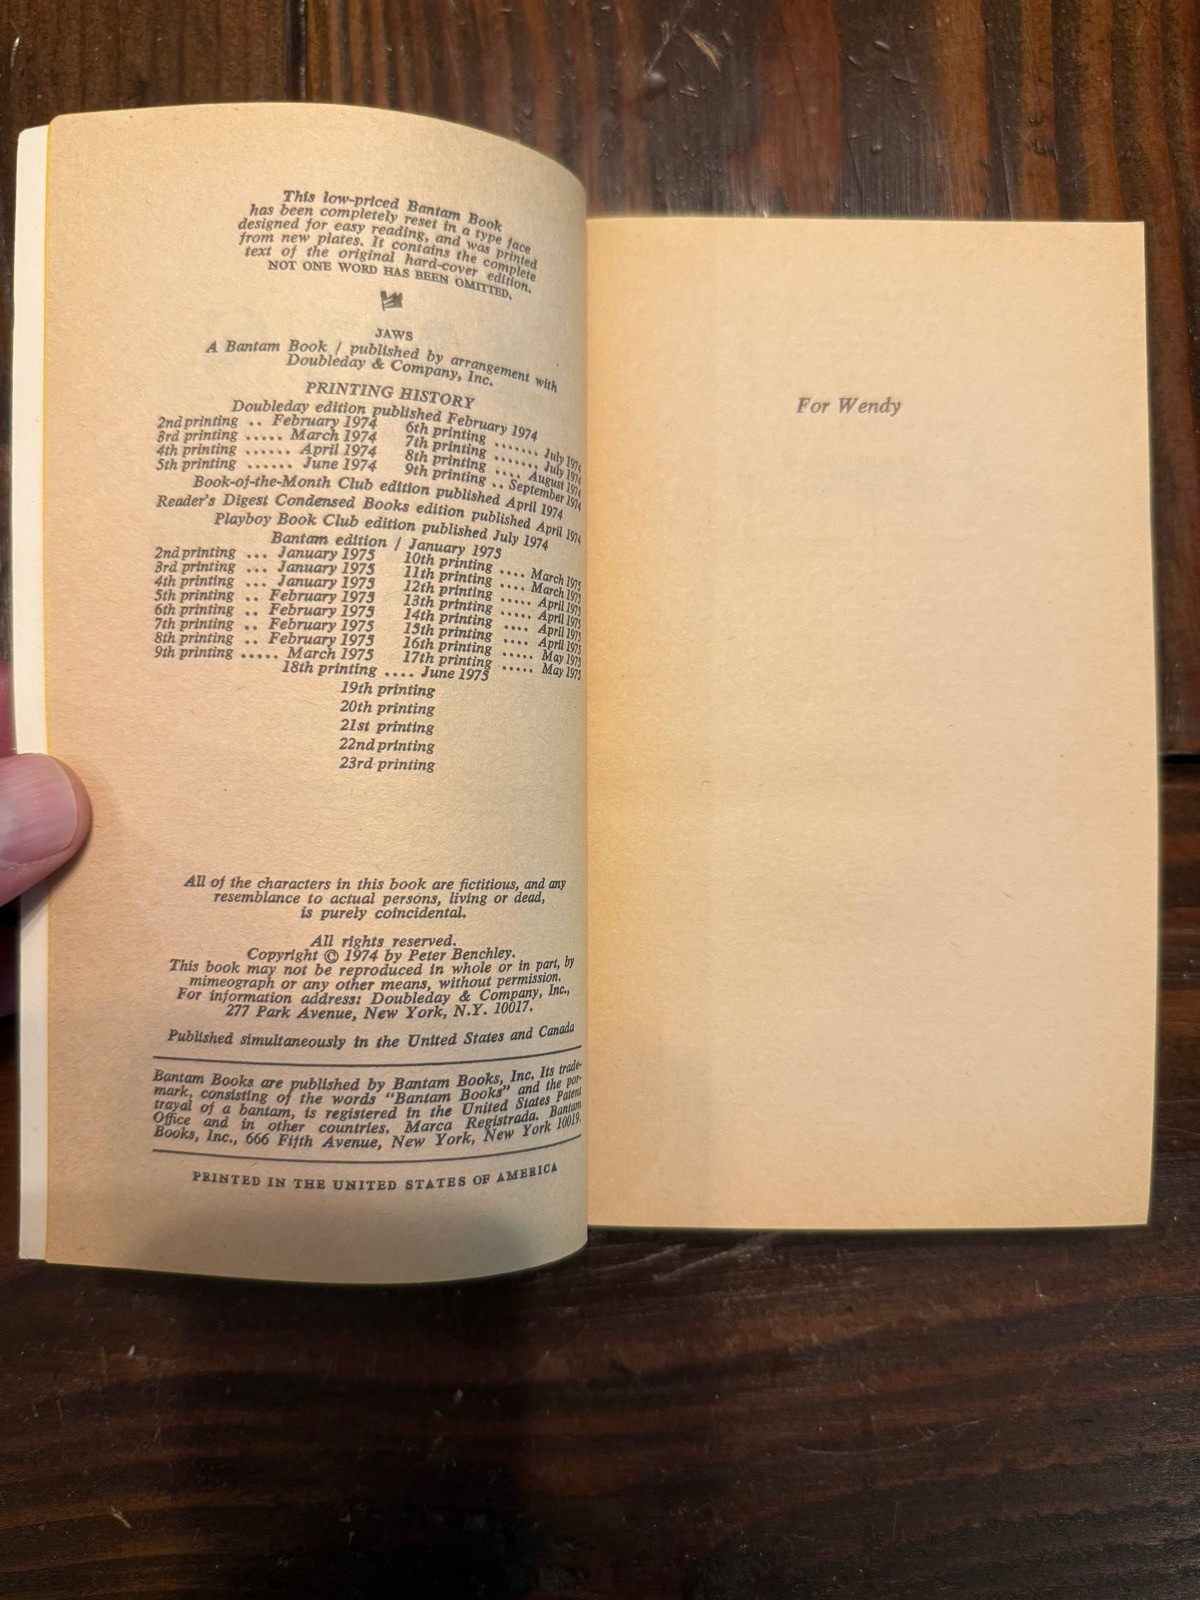 This low-priced Bantam Book
has been completely reset in a type face
designed for easy reading, and was printed
from new plates. It contains the complete
text of the original hard-cover edition.
NOT ONE WORD HAS BEEN OMITTED.
JAWS
A Bantam Book / published by arrangement with
Doubleday & Company, Inc.
PRINTING HISTORY
Doubleday edition published February 1974
2nd printing .. February 1974 6th printing ....... July 1974
3rd printing ..... March 1974 7th printing ....... July 1974
4th printing ...... April 1974 8th printing .... August 1974
5th printing ...... June 1974 9th printing .. September 1974
Book-of-the-Month Club edition published April 1974
Reader's Digest Condensed Books edition published April 1974
Playboy Book Club edition published July 1974
Bantam edition / January 1975
2nd printing ... January 1975 10th printing .... March 1975
3rd printing ... January 1975 11th printing .... March 1975
4th printing ... January 1975 12th printing ..... April 1975
5th printing .. February 1975 13th printing ..... April 1975
6th printing .. February 1975 14th printing .... April 1975
7th printing .. February 1975 15th printing .... April 1975
8th printing .. February 1975 16th printing ..... May 1975
9th printing ..... March 1975 17th printing ..... May 1975
18th printing .... June 1975
19th printing
20th printing
21st printing
22nd printing
23rd printing
All of the characters in this book are fictitious, and any
resemblance to actual persons, living or dead,
is purely coincidental.
All rights reserved.
Copyright © 1974 by Peter Benchley.
This book may not be reproduced in whole or in part, by
mimeograph or any other means, without permission.
For information address: Doubleday & Company, Inc.,
277 Park Avenue, New York, N.Y. 10017.
Published simultaneously in the United States and Canada
Bantam Books are published by Bantam Books, Inc. Its trade-
mark, consisting of the words "Bantam Books" and the por-
trayal of a bantam, is registered in the United States Patent
Office and in other countries. Marca Registrada. Bantam
Books, Inc., 666 Fifth Avenue, New York, New York 10019.
PRINTED IN THE UNITED STATES OF AMERICA
For Wendy